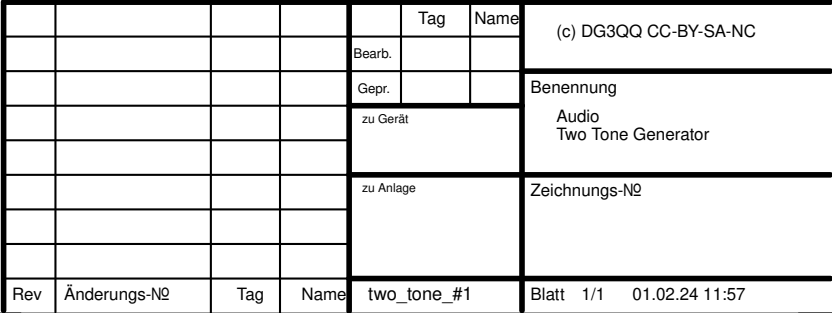 Tag Name
(c) DG3QQ CC-BY-SA-NC
Bearb.
Gepr.
Benennung
Audio
Two Tone Generator
zu Gerät
zu Anlage
Zeichnungs-№
Rev Änderungs-№ Tag Name two_tone_#1 Blatt 1/1 01.02.24 11:57